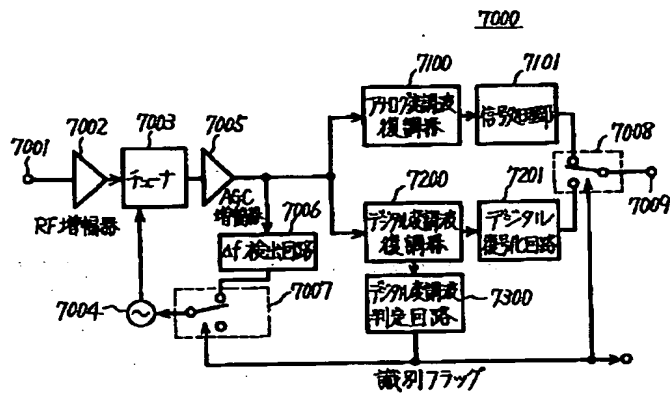 7000
7100
7101
アナログ変調波
復調器
信号処理部
7001
7002
7003
7005
7008
チューナ
RF増幅器
AGC
増幅器
7006
7200
7201
7009
デジタル変調波
復調器
デジタル
復号化回路
Δf検出回路
7007
7004
デジタル変調波
判定回路
7300
識別フラッグ